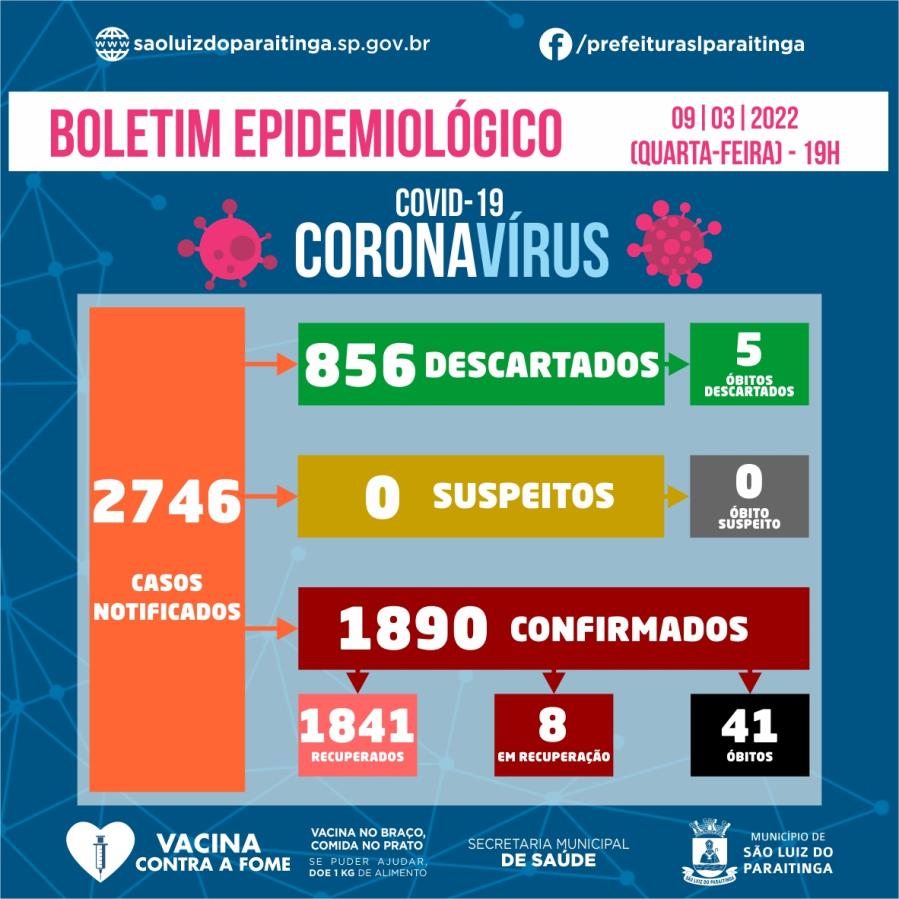 www saoluizdoparaitinga.sp.gov.br
f /prefeituraslparaitinga
BOLETIM EPIDEMIOLÓGICO
09 | 03 | 2022
(QUARTA-FEIRA) - 19H
COVID-19
CORONAVÍRUS
2746
CASOS
NOTIFICADOS
856 DESCARTADOS
5
ÓBITOS
DESCARTADOS
0 SUSPEITOS
0
ÓBITO
SUSPEITO
1890 CONFIRMADOS
1841
RECUPERADOS
8
EM RECUPERAÇÃO
41
ÓBITOS
VACINA
CONTRA A FOME
VACINA NO BRAÇO,
COMIDA NO PRATO
SE PUDER AJUDAR,
DOE 1 KG DE ALIMENTO
SECRETARIA MUNICIPAL
DE SAÚDE
SÃO LUIZ DO PARAITINGA
MUNICÍPIO DE
SÃO LUIZ DO
PARAITINGA